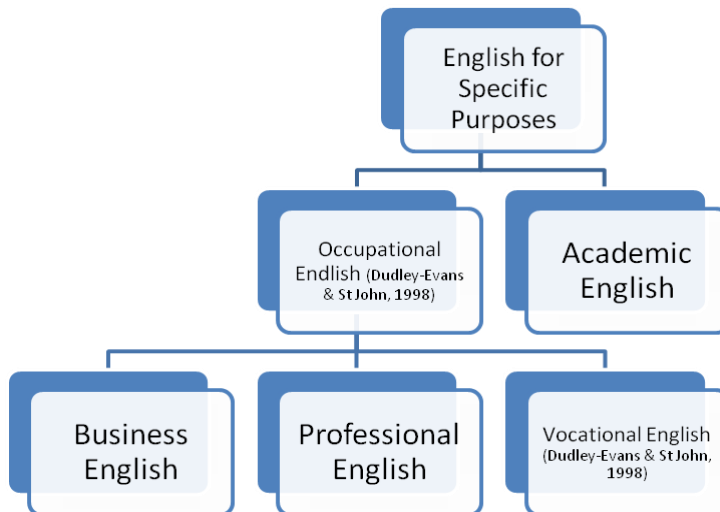 English for
Specific
Purposes
Occupational
Endlish (Dudley-Evans
& St John, 1998)
Academic
English
Business
English
Professional
English
Vocational English
(Dudley-Evans & St John,
1998)